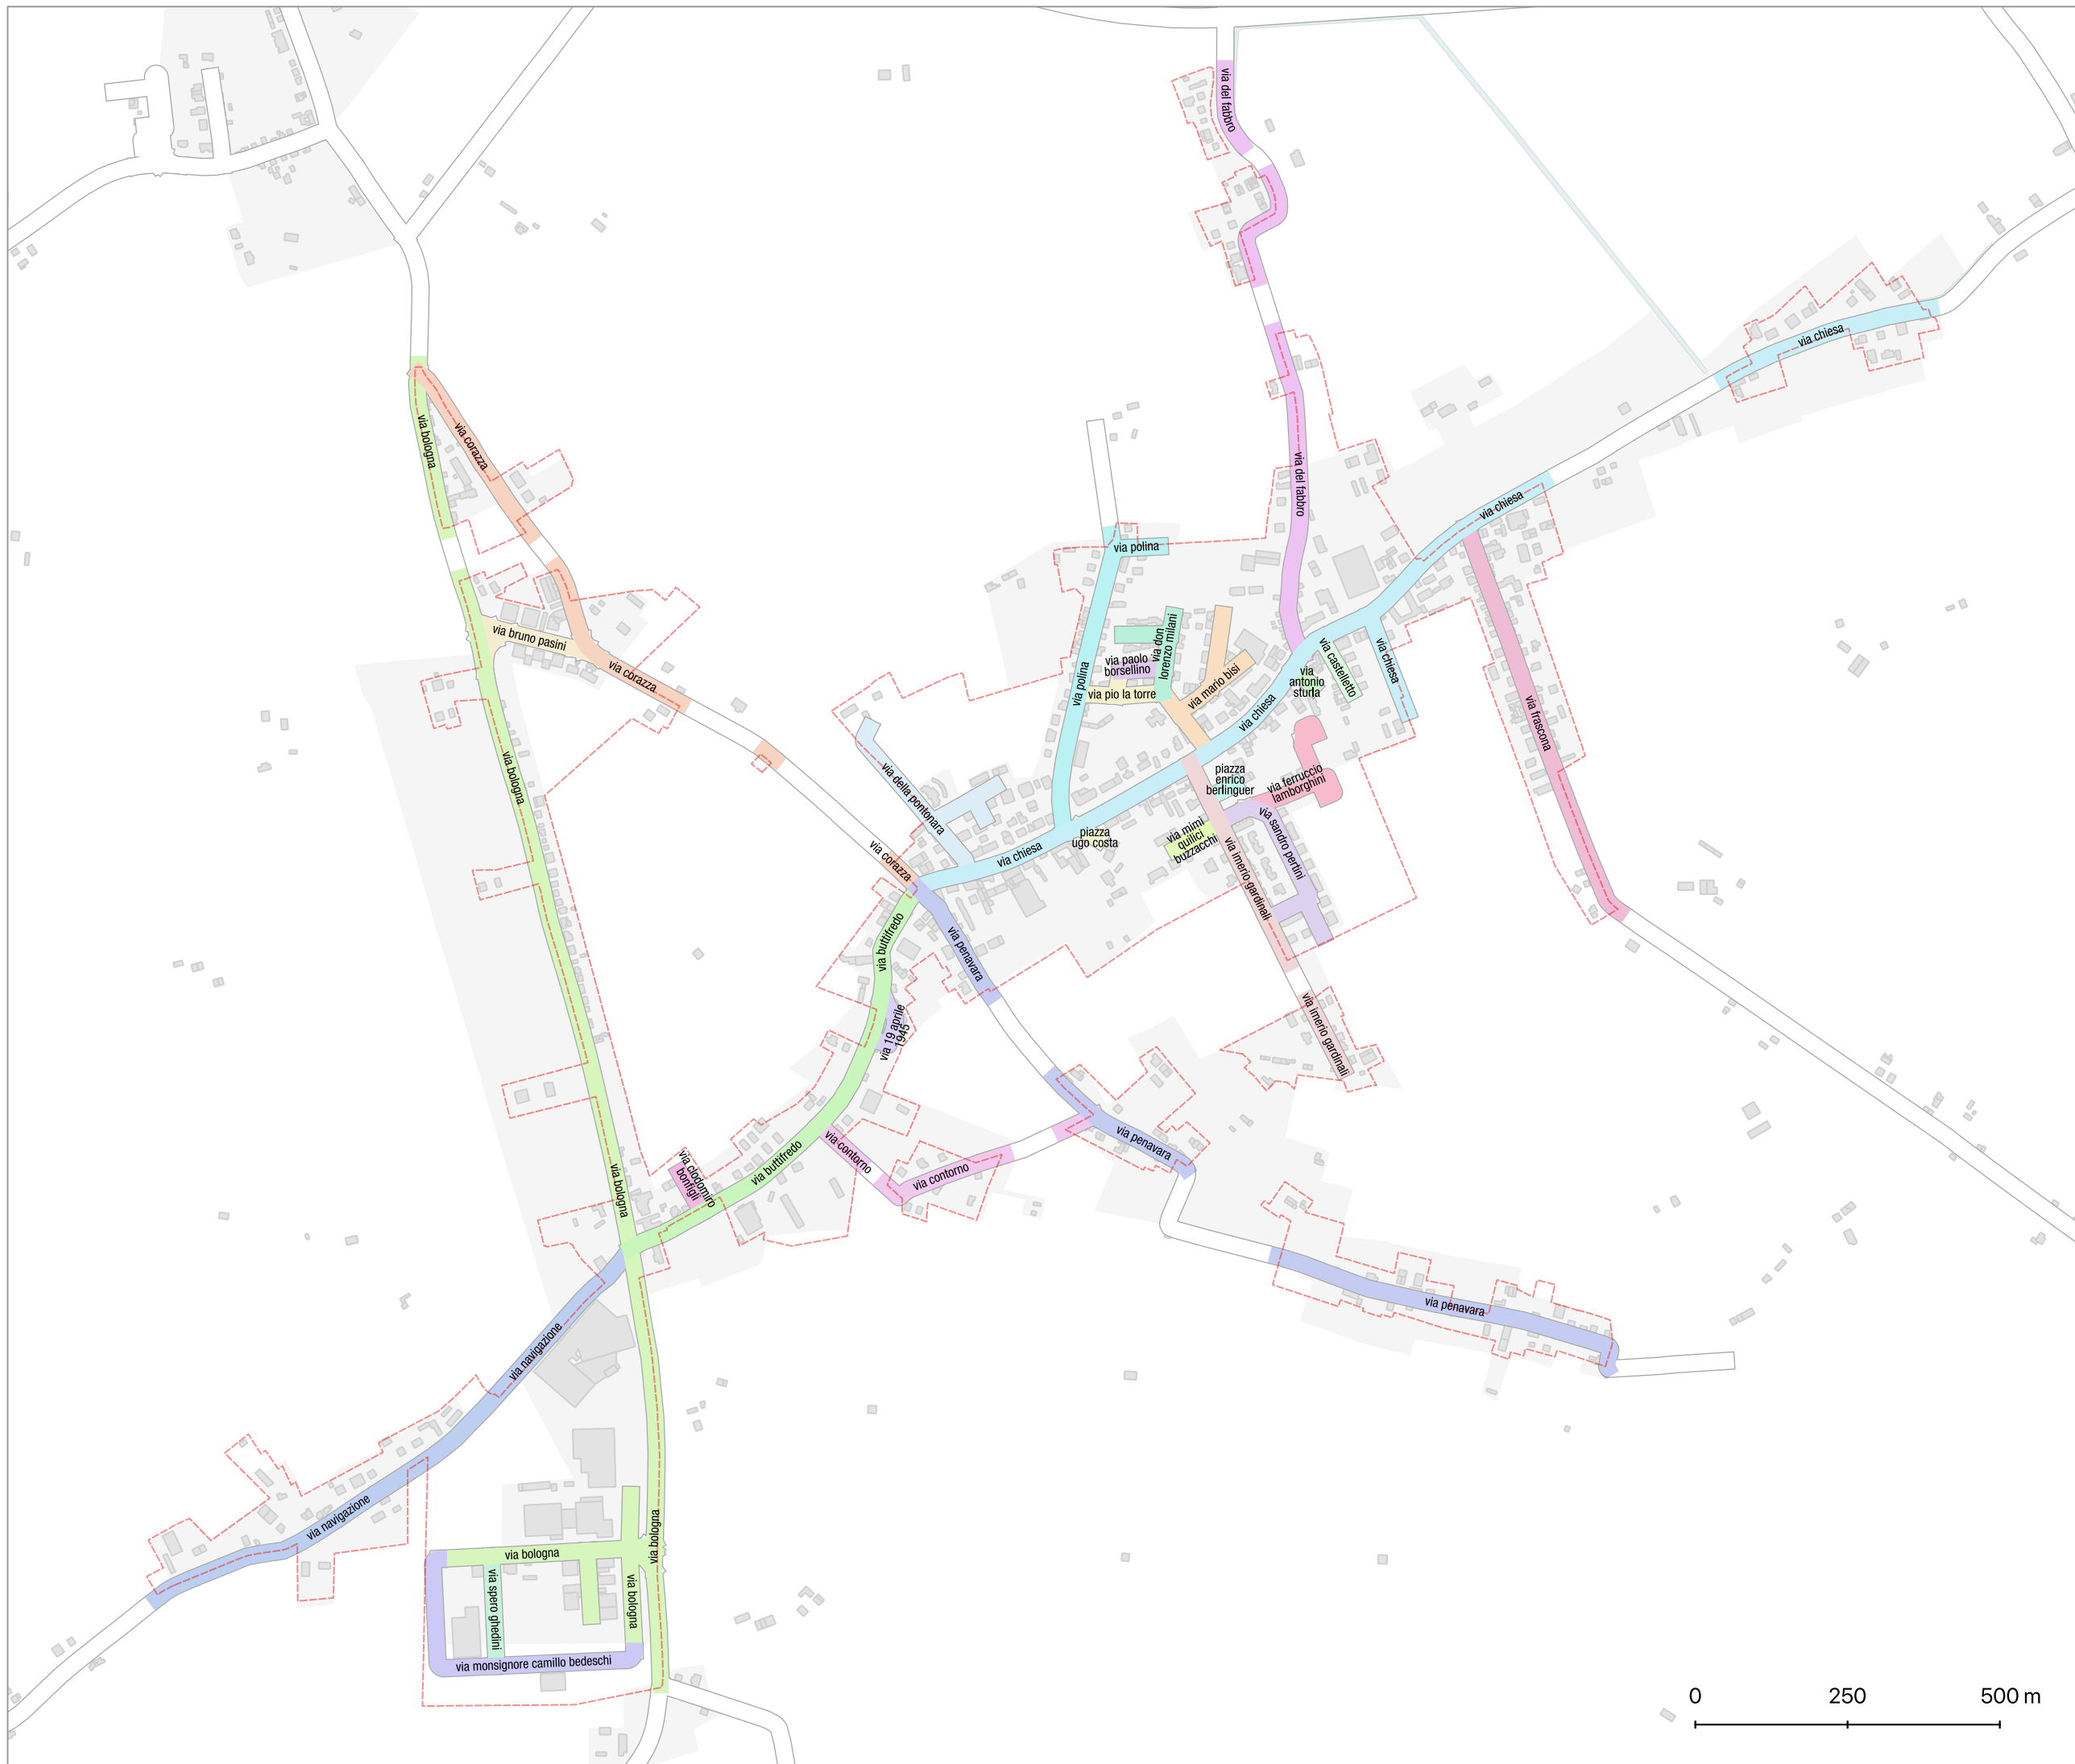 via del fabbro
via chiesa
via bologna
via corazza
via del fabbro
via chiesa
via polina
via bruno pasini
via don
lorenzo milani
via paolo
borsellino
via castelletto
via chiesa
via corazza
via polina
via pio la torre
via mario bisi
via
antonio
sturla
via chiesa
via frascona
via bologna
via della pontonara
piazza
enrico
berlinguer
via ferruccio
lamborghini
via mimì
quilici
buzzacchi
via sandro pertini
piazza
ugo costa
via chiesa
via corazza
via imerio gardinali
via buttifredo
via penavara
via 19 aprile
1945
via imerio gardinali
via penavara
via contorno
via buttifredo
via contorno
via clodomiro
bonfigli
via bologna
via penavara
via navigazione
via navigazione
via bologna
via bologna
via bologna
via spero ghedini
via monsignore camillo bedeschi
0 250 500 m